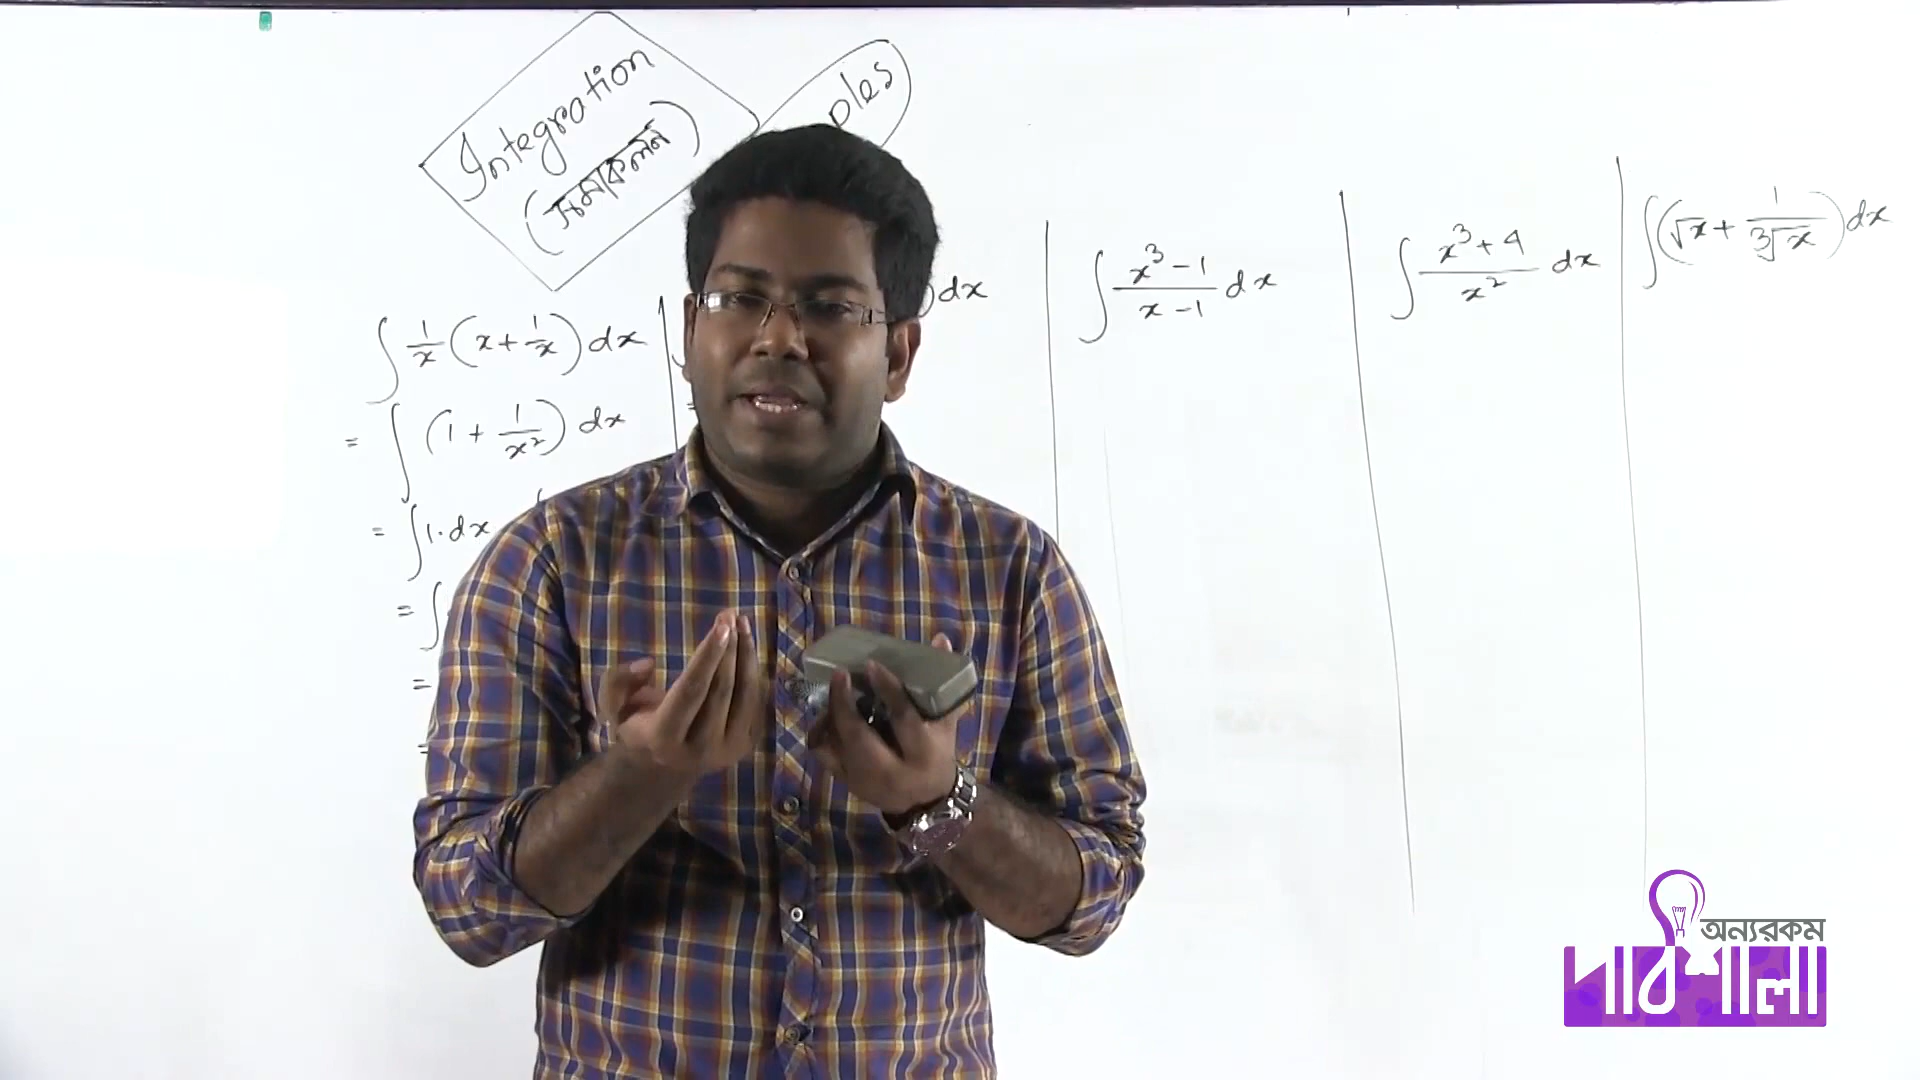 Integration
(সমাকলন)
ples
∫ 1/x (x + 1/x) dx
= ∫ (1 + 1/x²) dx
= ∫ 1. dx
= ∫
=
=
) dx
=
∫ (x³ - 1)/(x - 1) dx
∫ (x³ + 4)/x² dx
∫ (√x + 1/∛x) dx
অন্যরকম
পাঠশালা